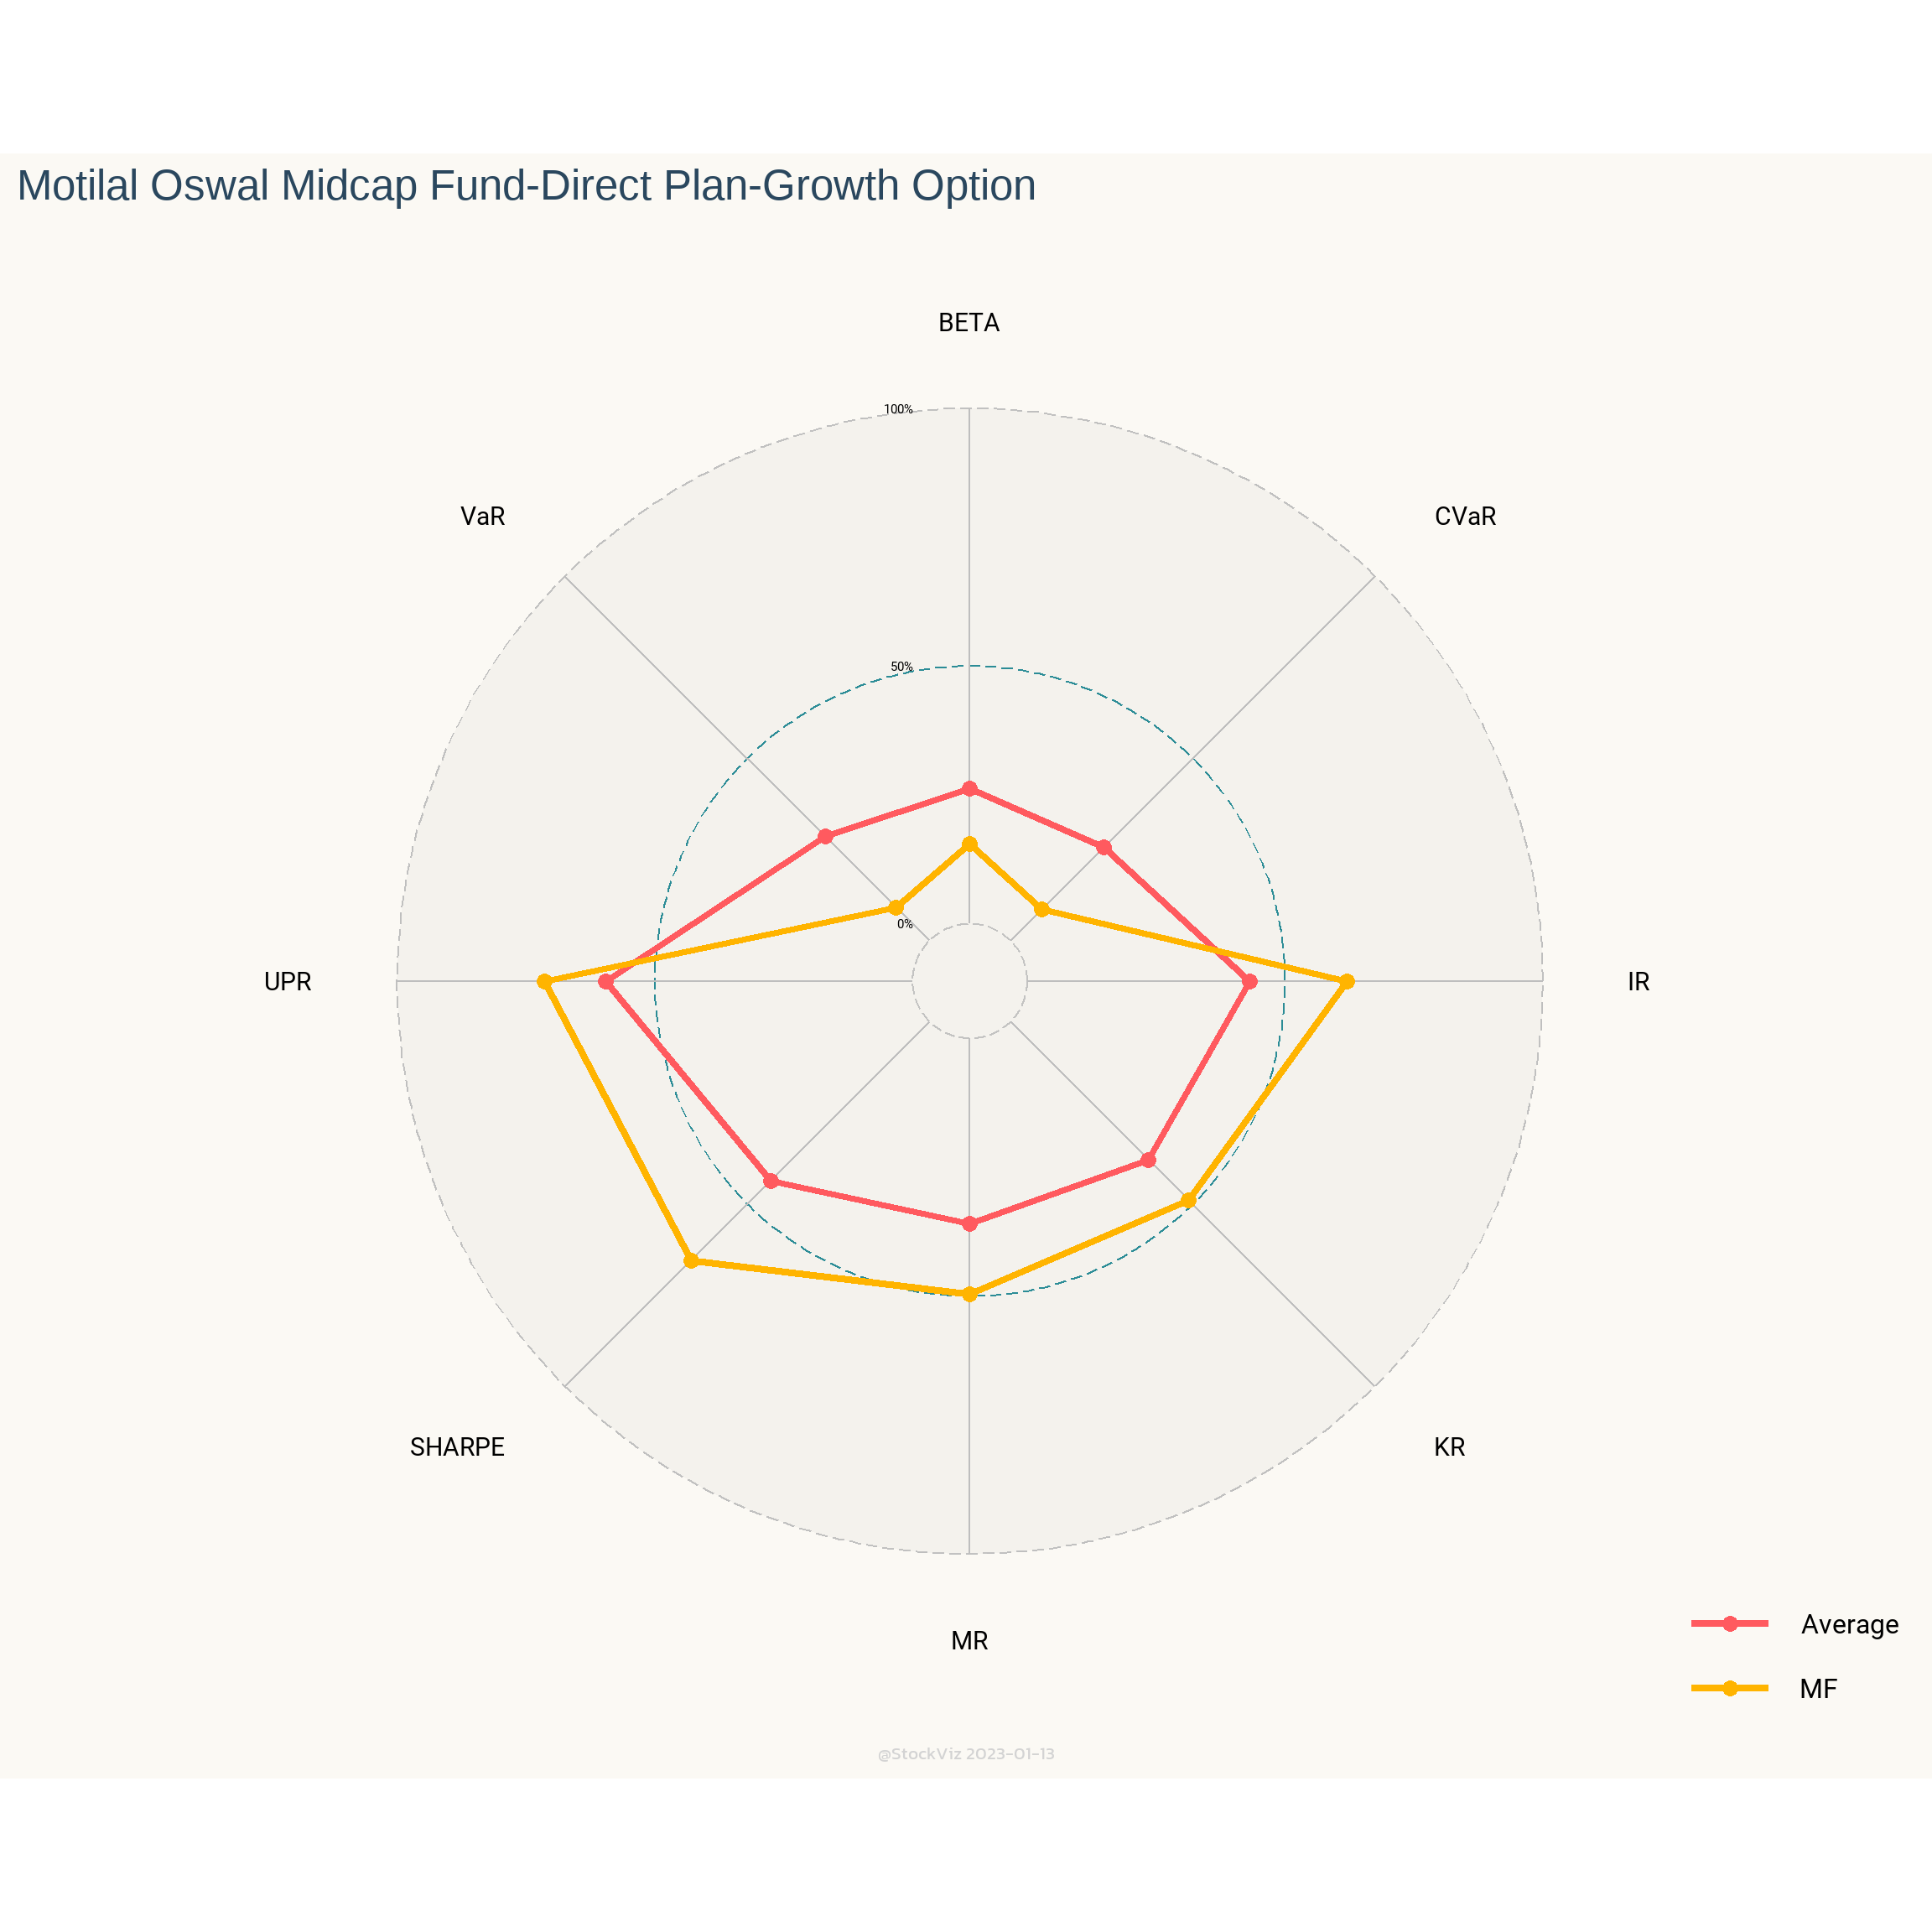 Motilal Oswal Midcap Fund-Direct Plan-Growth Option
BETA
100%
VaR
CVaR
50%
0%
UPR
IR
SHARPE
KR
MR
Average
MF
@StockViz 2023-01-13